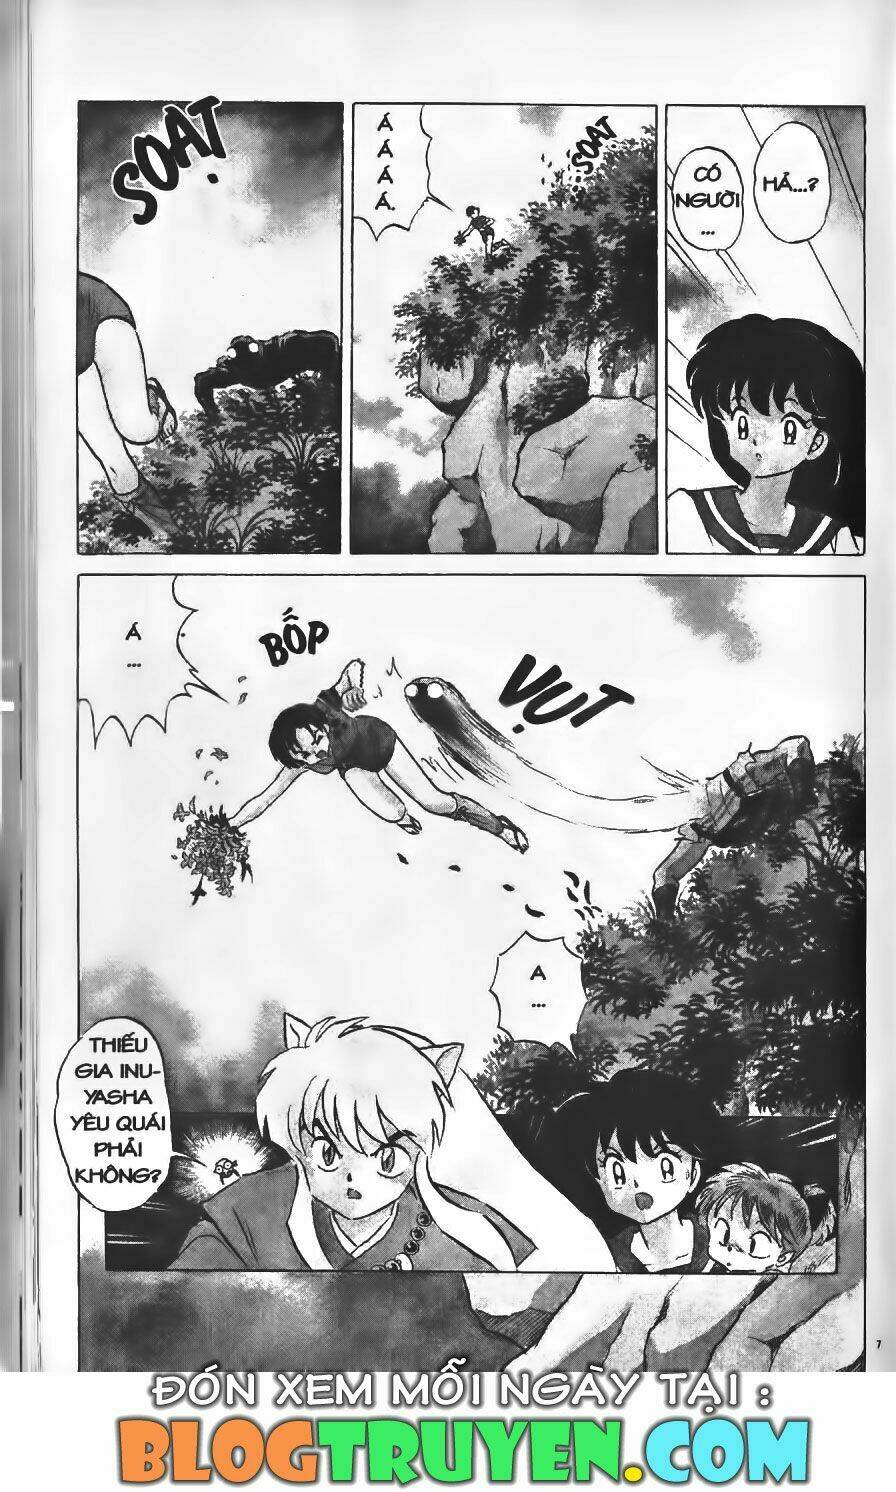 HẢ...?
CÓ
NGƯỜI
...
SOẠT
Á
Á
Á
Á.
SOẠT
VỤT
BỐP
Á
...
A
...
THIẾU
GIA INU-
YASHA
YÊU QUÁI
PHẢI
KHÔNG?
7
ĐÓN XEM MỖI NGÀY TẠI :
BLOGTRUYEN.COM